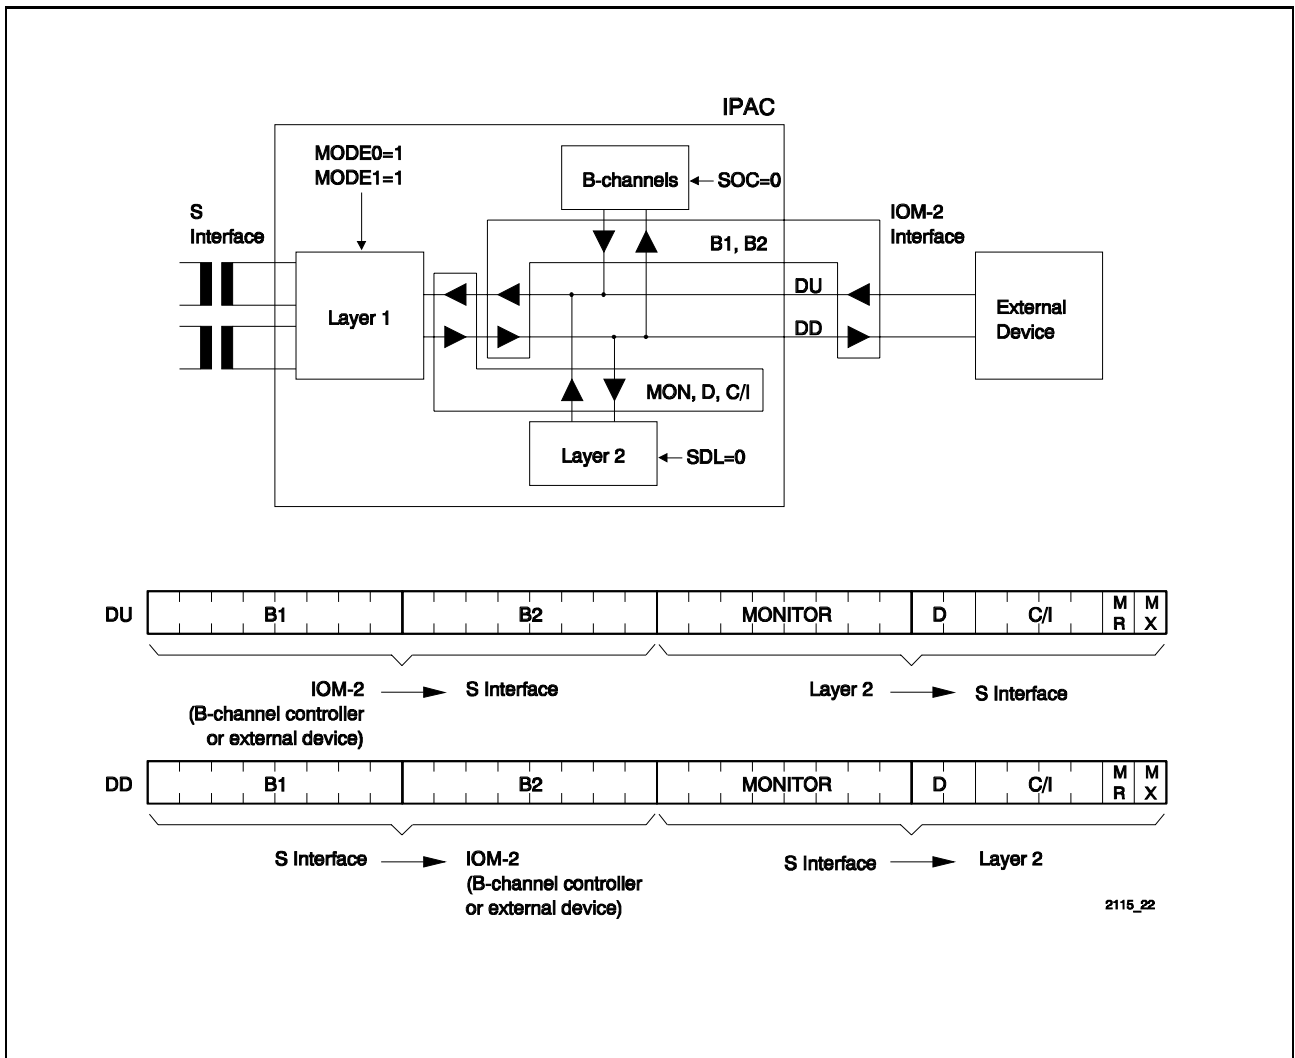 IPAC
MODE0=1
MODE1=1
B-channels
SOC=0
S
Interface
B1, B2
IOM-2
Interface
DU
DD
Layer 1
External
Device
MON, D, C/I
Layer 2
SDL=0
DU
B1
B2
MONITOR
D
C/I
M
R
M
X
IOM-2
S Interface
(B-channel controller
or external device)
Layer 2
S Interface
DD
B1
B2
MONITOR
D
C/I
M
R
M
X
S Interface
IOM-2
(B-channel controller
or external device)
S Interface
Layer 2
2115_22